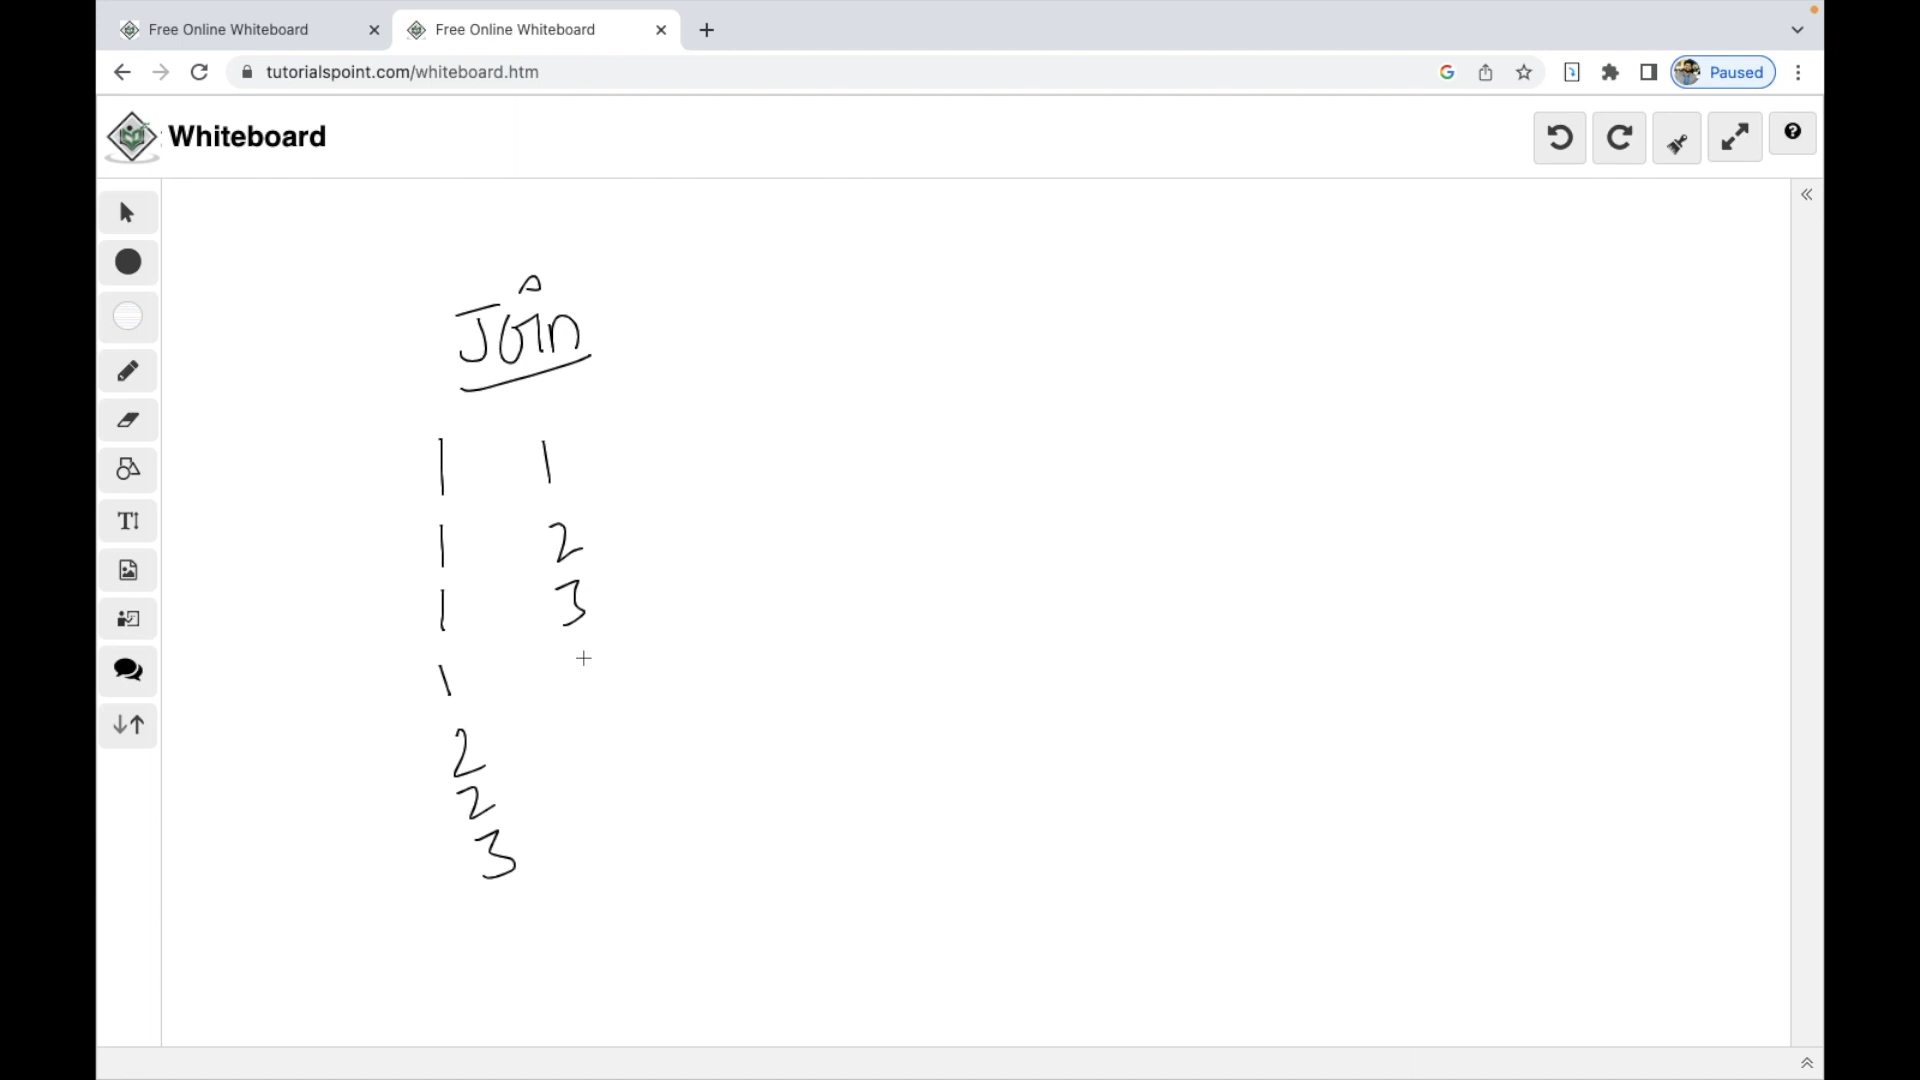 Free Online Whiteboard
Free Online Whiteboard
tutorialspoint.com/whiteboard.htm
Paused
Whiteboard
Join
1 1
1 2
1 3
1
2
2
3